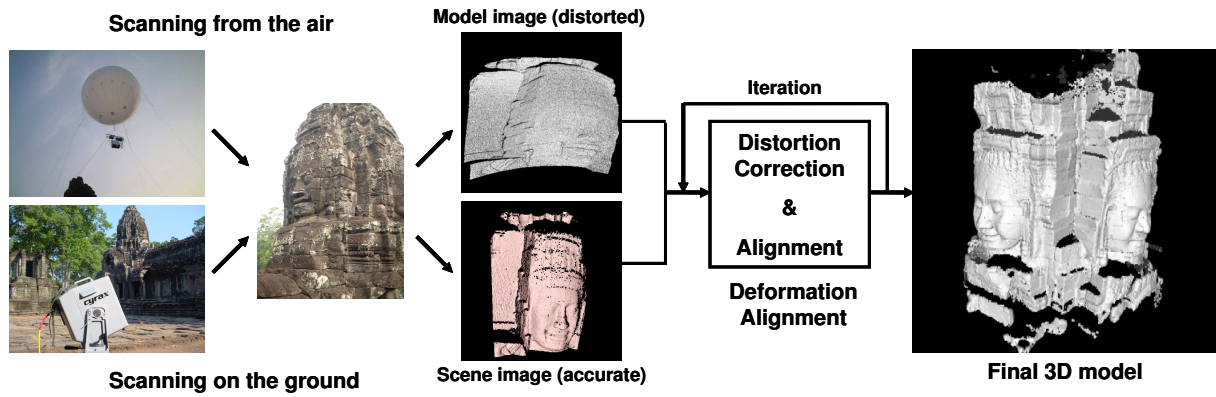 Scanning from the air
Model image (distorted)
Iteration
Distortion
Correction
&
Alignment
Deformation
Alignment
cyrax
Scanning on the ground
Scene image (accurate)
Final 3D model